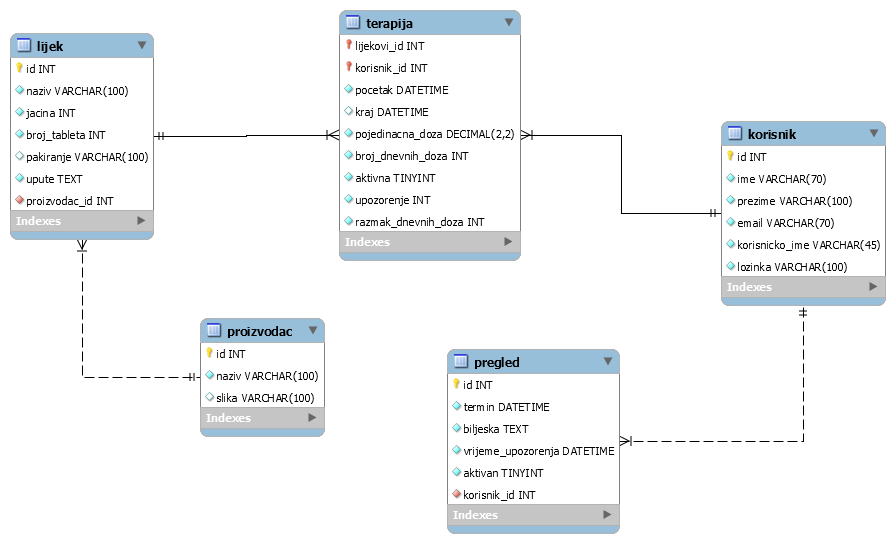 lijek
id INT
naziv VARCHAR(100)
jacina INT
broj_tableta INT
pakiranje VARCHAR(100)
upute TEXT
proizvodac_id INT
Indexes
terapija
lijekovi_id INT
korisnik_id INT
pocetak DATETIME
kraj DATETIME
pojedinacna_doza DECIMAL(2,2)
broj_dnevnih_doza INT
aktivna TINYINT
upozorenje INT
razmak_dnevnih_doza INT
Indexes
korisnik
id INT
ime VARCHAR(70)
prezime VARCHAR(100)
email VARCHAR(70)
korisnicko_ime VARCHAR(45)
lozinka VARCHAR(100)
Indexes
proizvodac
id INT
naziv VARCHAR(100)
slika VARCHAR(100)
Indexes
pregled
id INT
termin DATETIME
biljeska TEXT
vrijeme_upozorenja DATETIME
aktivan TINYINT
korisnik_id INT
Indexes